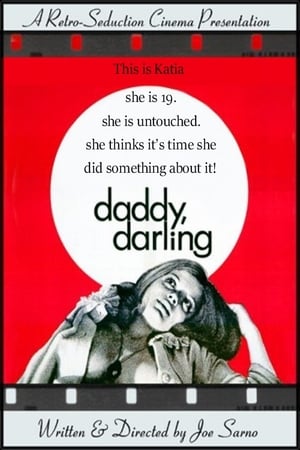 A Retro-Seduction Cinema Presentation
This is Katia
she is 19.
she is untouched.
she thinks it's time she
did something about it!
daddy,
darling
Written & Directed by Joe Sarno